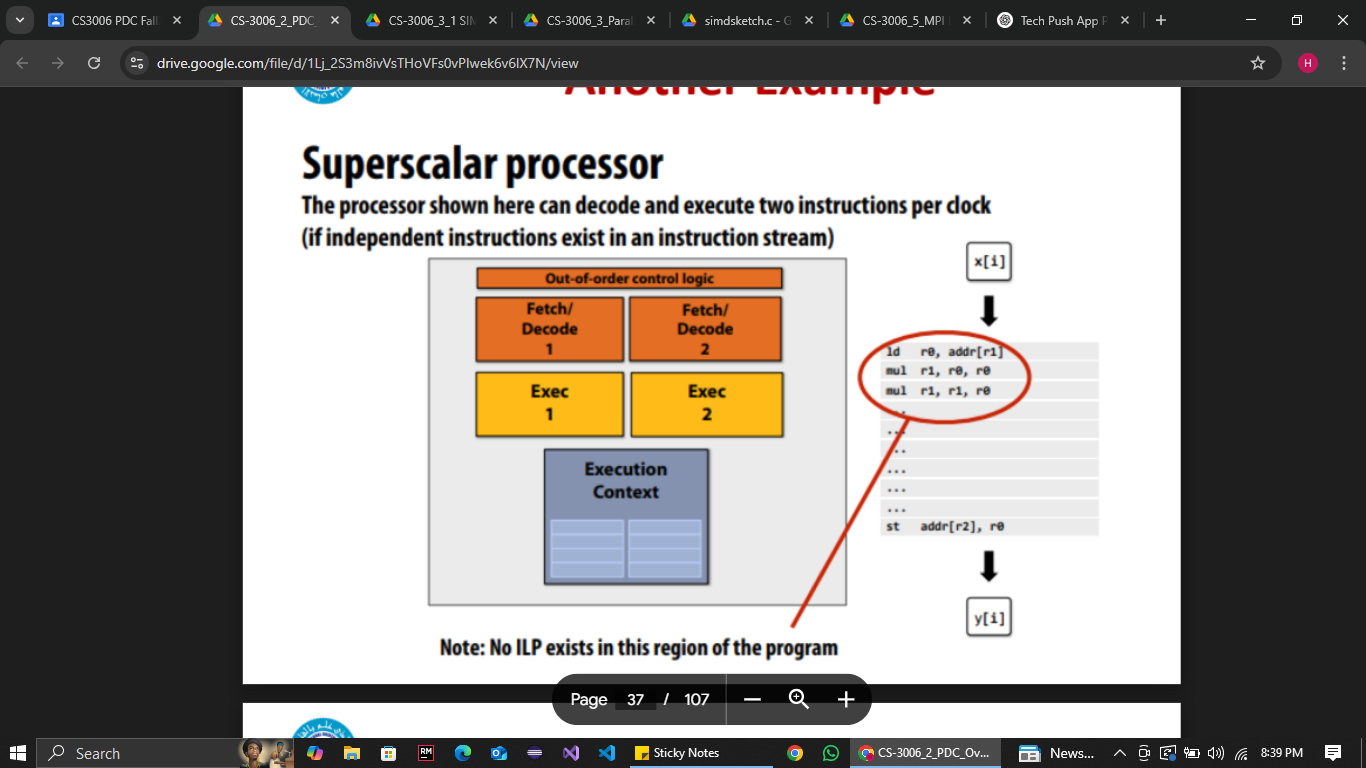 CS3006 PDC Fall
CS-3006_2_PDC_
CS-3006_3_1 SIM
CS-3006_3_Paral
simdsketch.c - G
CS-3006_5_MPI
Tech Push App P
drive.google.com/file/d/1Lj_2S3m8ivVsTHoVFs0vPlwek6v6lX7N/view
H
Another Example
Superscalar processor
The processor shown here can decode and execute two instructions per clock
(if independent instructions exist in an instruction stream)
Out-of-order control logic
Fetch/
Decode
1
Fetch/
Decode
2
Exec
1
Exec
2
Execution
Context
x[i]
ld r0, addr[r1]
mul r1, r0, r0
mul r1, r1, r0
...
...
...
...
...
...
st addr[r2], r0
y[i]
Note: No ILP exists in this region of the program
Page 37 / 107
Search
RM
Sticky Notes
CS-3006_2_PDC_Ov...
News...
8:39 PM